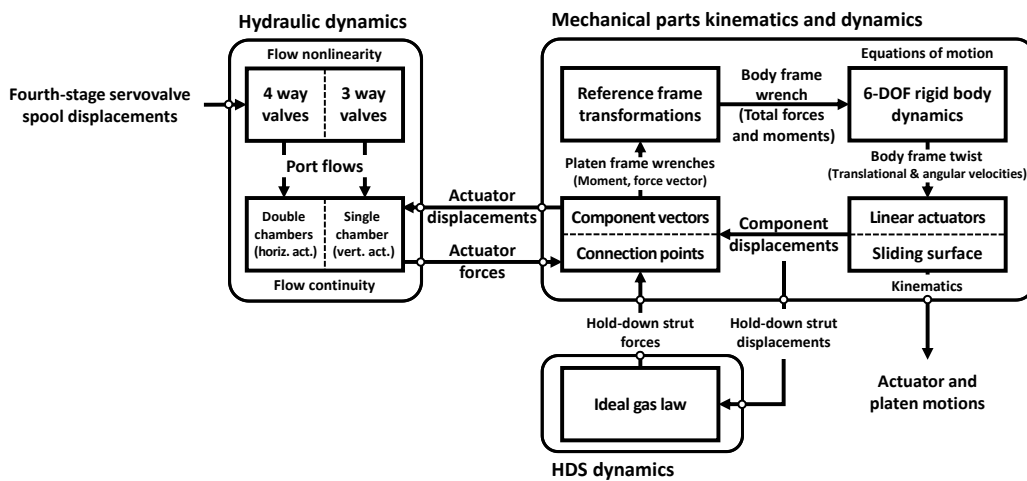 Hydraulic dynamics
Mechanical parts kinematics and dynamics
Flow nonlinearity
Equations of motion
Fourth-stage servovalve
spool displacements
4 way
valves
3 way
valves
Reference frame
transformations
Body frame
wrench
(Total forces
and moments)
6-DOF rigid body
dynamics
Port flows
Platen frame wrenches
(Moment, force vector)
Body frame twist
(Translational & angular velocities)
Double
chambers
(horiz. act.)
Single
chamber
(vert. act.)
Actuator
displacements
Actuator
forces
Component vectors
Connection points
Component
displacements
Linear actuators
Sliding surface
Flow continuity
Kinematics
Hold-down strut
forces
Hold-down strut
displacements
Ideal gas law
Actuator and
platen motions
HDS dynamics